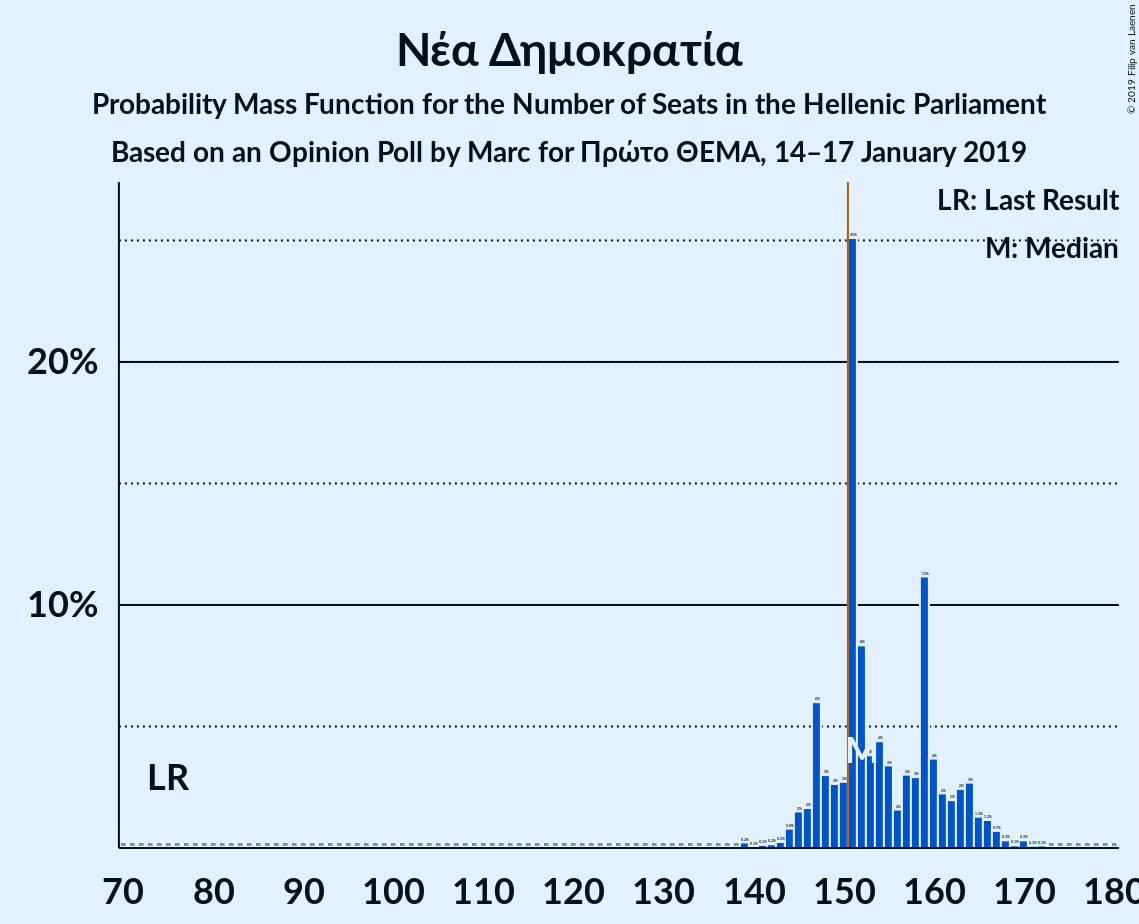 Νέα Δημοκρατία
Probability Mass Function for the Number of Seats in the Hellenic Parliament
Based on an Opinion Poll by Marc for Πρώτο ΘΕΜΑ, 14–17 January 2019
© 2019 Filip van Laenen
LR: Last Result
M: Median
20%
10%
LR
M
70 80 90 100 110 120 130 140 150 160 170 180